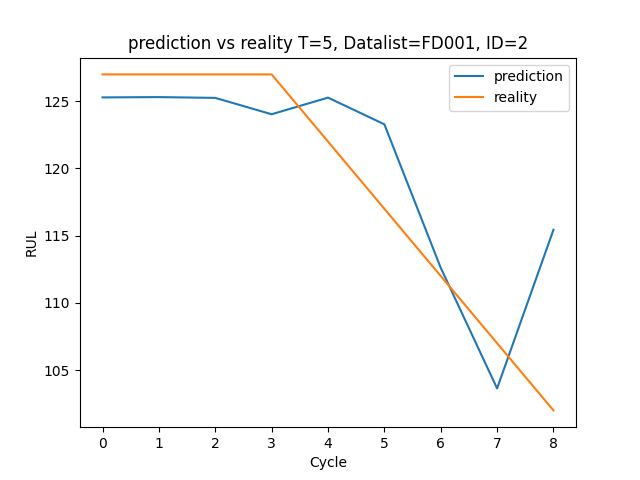 prediction vs reality T=5, Datalist=FD001, ID=2
prediction
reality
RUL
125
120
115
110
105
0 1 2 3 4 5 6 7 8
Cycle